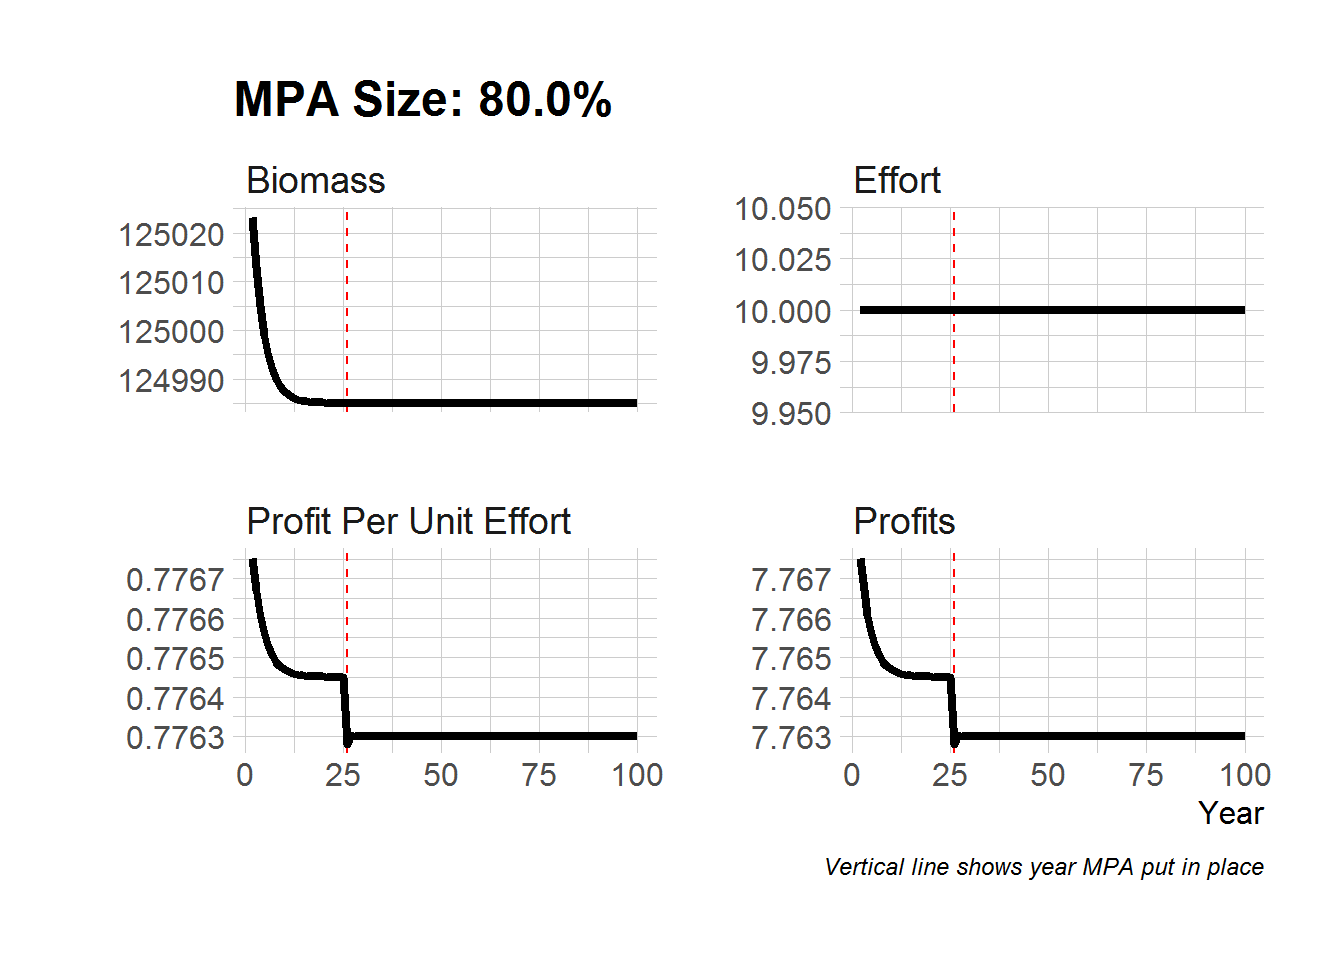 MPA Size: 80.0%
Biomass
125020
125010
125000
124990
Effort
10.050
10.025
10.000
9.975
9.950
Profit Per Unit Effort
0.7767
0.7766
0.7765
0.7764
0.7763
0 25 50 75 100
Profits
7.767
7.766
7.765
7.764
7.763
0 25 50 75 100
Year
Vertical line shows year MPA put in place